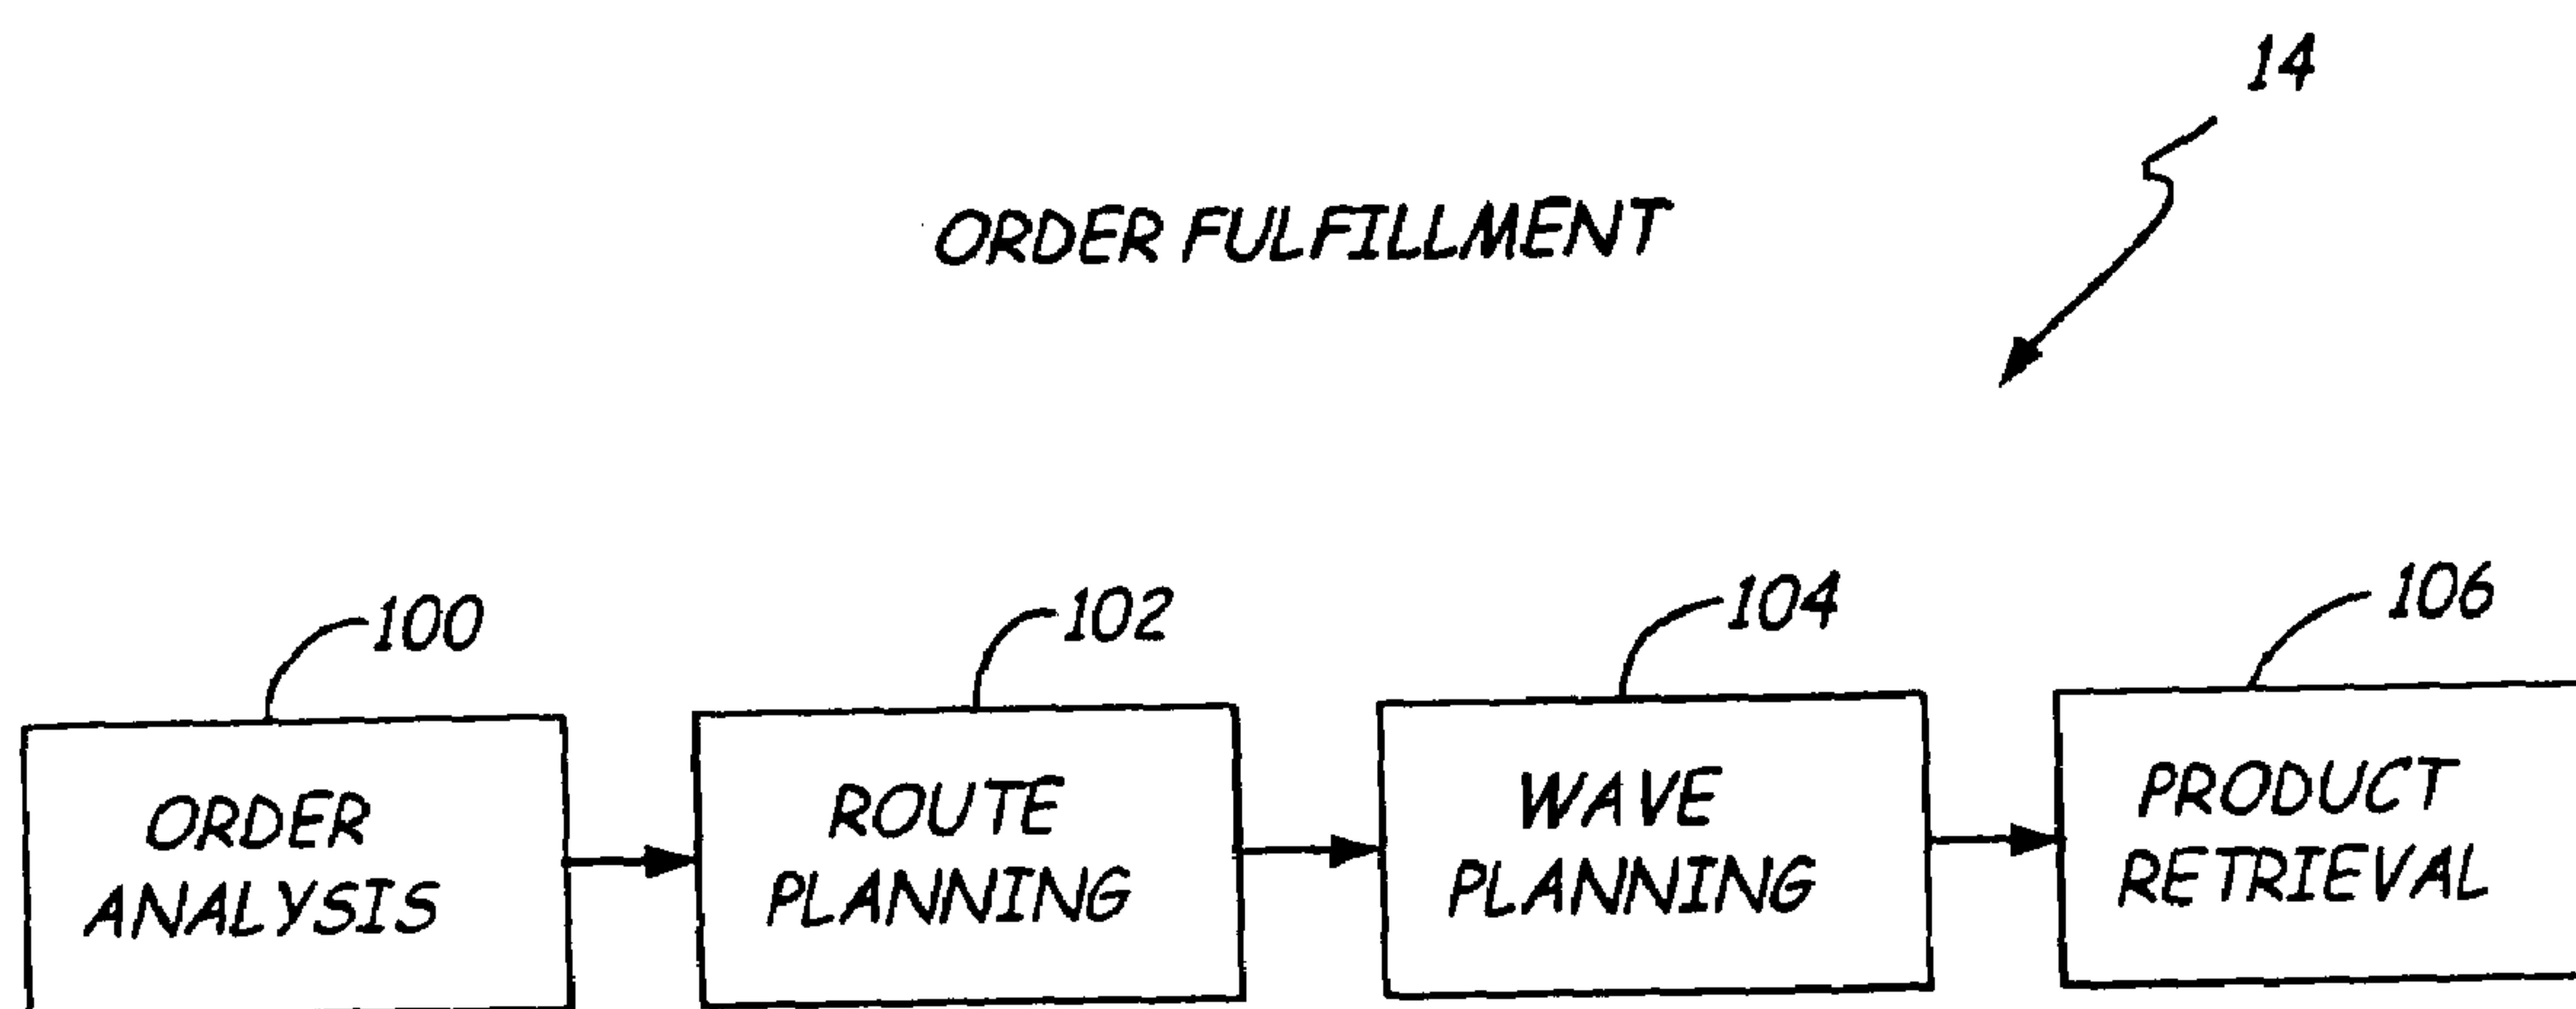 14
ORDER FULFILLMENT
100
102
104
106
ORDER
ANALYSIS
ROUTE
PLANNING
WAVE
PLANNING
PRODUCT
RETRIEVAL